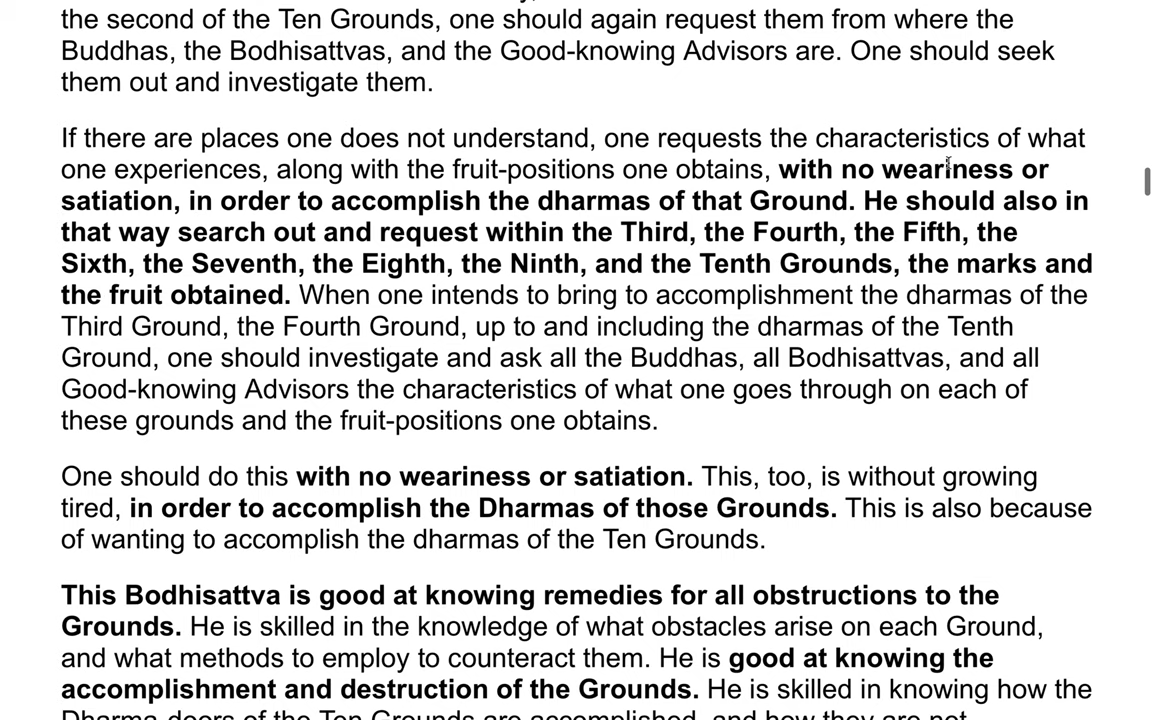 the second of the Ten Grounds, one should again request them from where the
Buddhas, the Bodhisattvas, and the Good-knowing Advisors are. One should seek
them out and investigate them.
If there are places one does not understand, one requests the characteristics of what
one experiences, along with the fruit-positions one obtains, with no weariness or
satiation, in order to accomplish the dharmas of that Ground. He should also in
that way search out and request within the Third, the Fourth, the Fifth, the
Sixth, the Seventh, the Eighth, the Ninth, and the Tenth Grounds, the marks and
the fruit obtained. When one intends to bring to accomplishment the dharmas of the
Third Ground, the Fourth Ground, up to and including the dharmas of the Tenth
Ground, one should investigate and ask all the Buddhas, all Bodhisattvas, and all
Good-knowing Advisors the characteristics of what one goes through on each of
these grounds and the fruit-positions one obtains.
One should do this with no weariness or satiation. This, too, is without growing
tired, in order to accomplish the Dharmas of those Grounds. This is also because
of wanting to accomplish the dharmas of the Ten Grounds.
This Bodhisattva is good at knowing remedies for all obstructions to the
Grounds. He is skilled in the knowledge of what obstacles arise on each Ground,
and what methods to employ to counteract them. He is good at knowing the
accomplishment and destruction of the Grounds. He is skilled in knowing how the
Dharma-doors of the Ten Grounds are accomplished, and how they are not